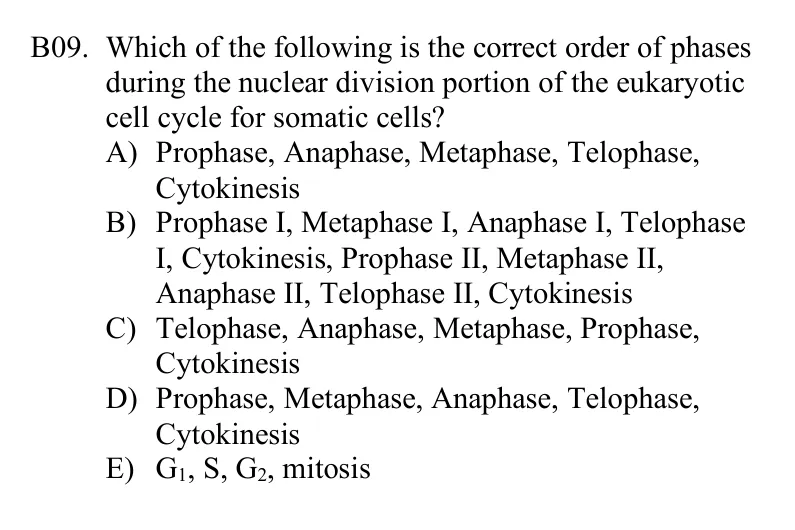 B09. Which of the following is the correct order of phases
during the nuclear division portion of the eukaryotic
cell cycle for somatic cells?
A) Prophase, Anaphase, Metaphase, Telophase,
Cytokinesis
B) Prophase I, Metaphase I, Anaphase I, Telophase
I, Cytokinesis, Prophase II, Metaphase II,
Anaphase II, Telophase II, Cytokinesis
C) Telophase, Anaphase, Metaphase, Prophase,
Cytokinesis
D) Prophase, Metaphase, Anaphase, Telophase,
Cytokinesis
E) G₁, S, G₂, mitosis